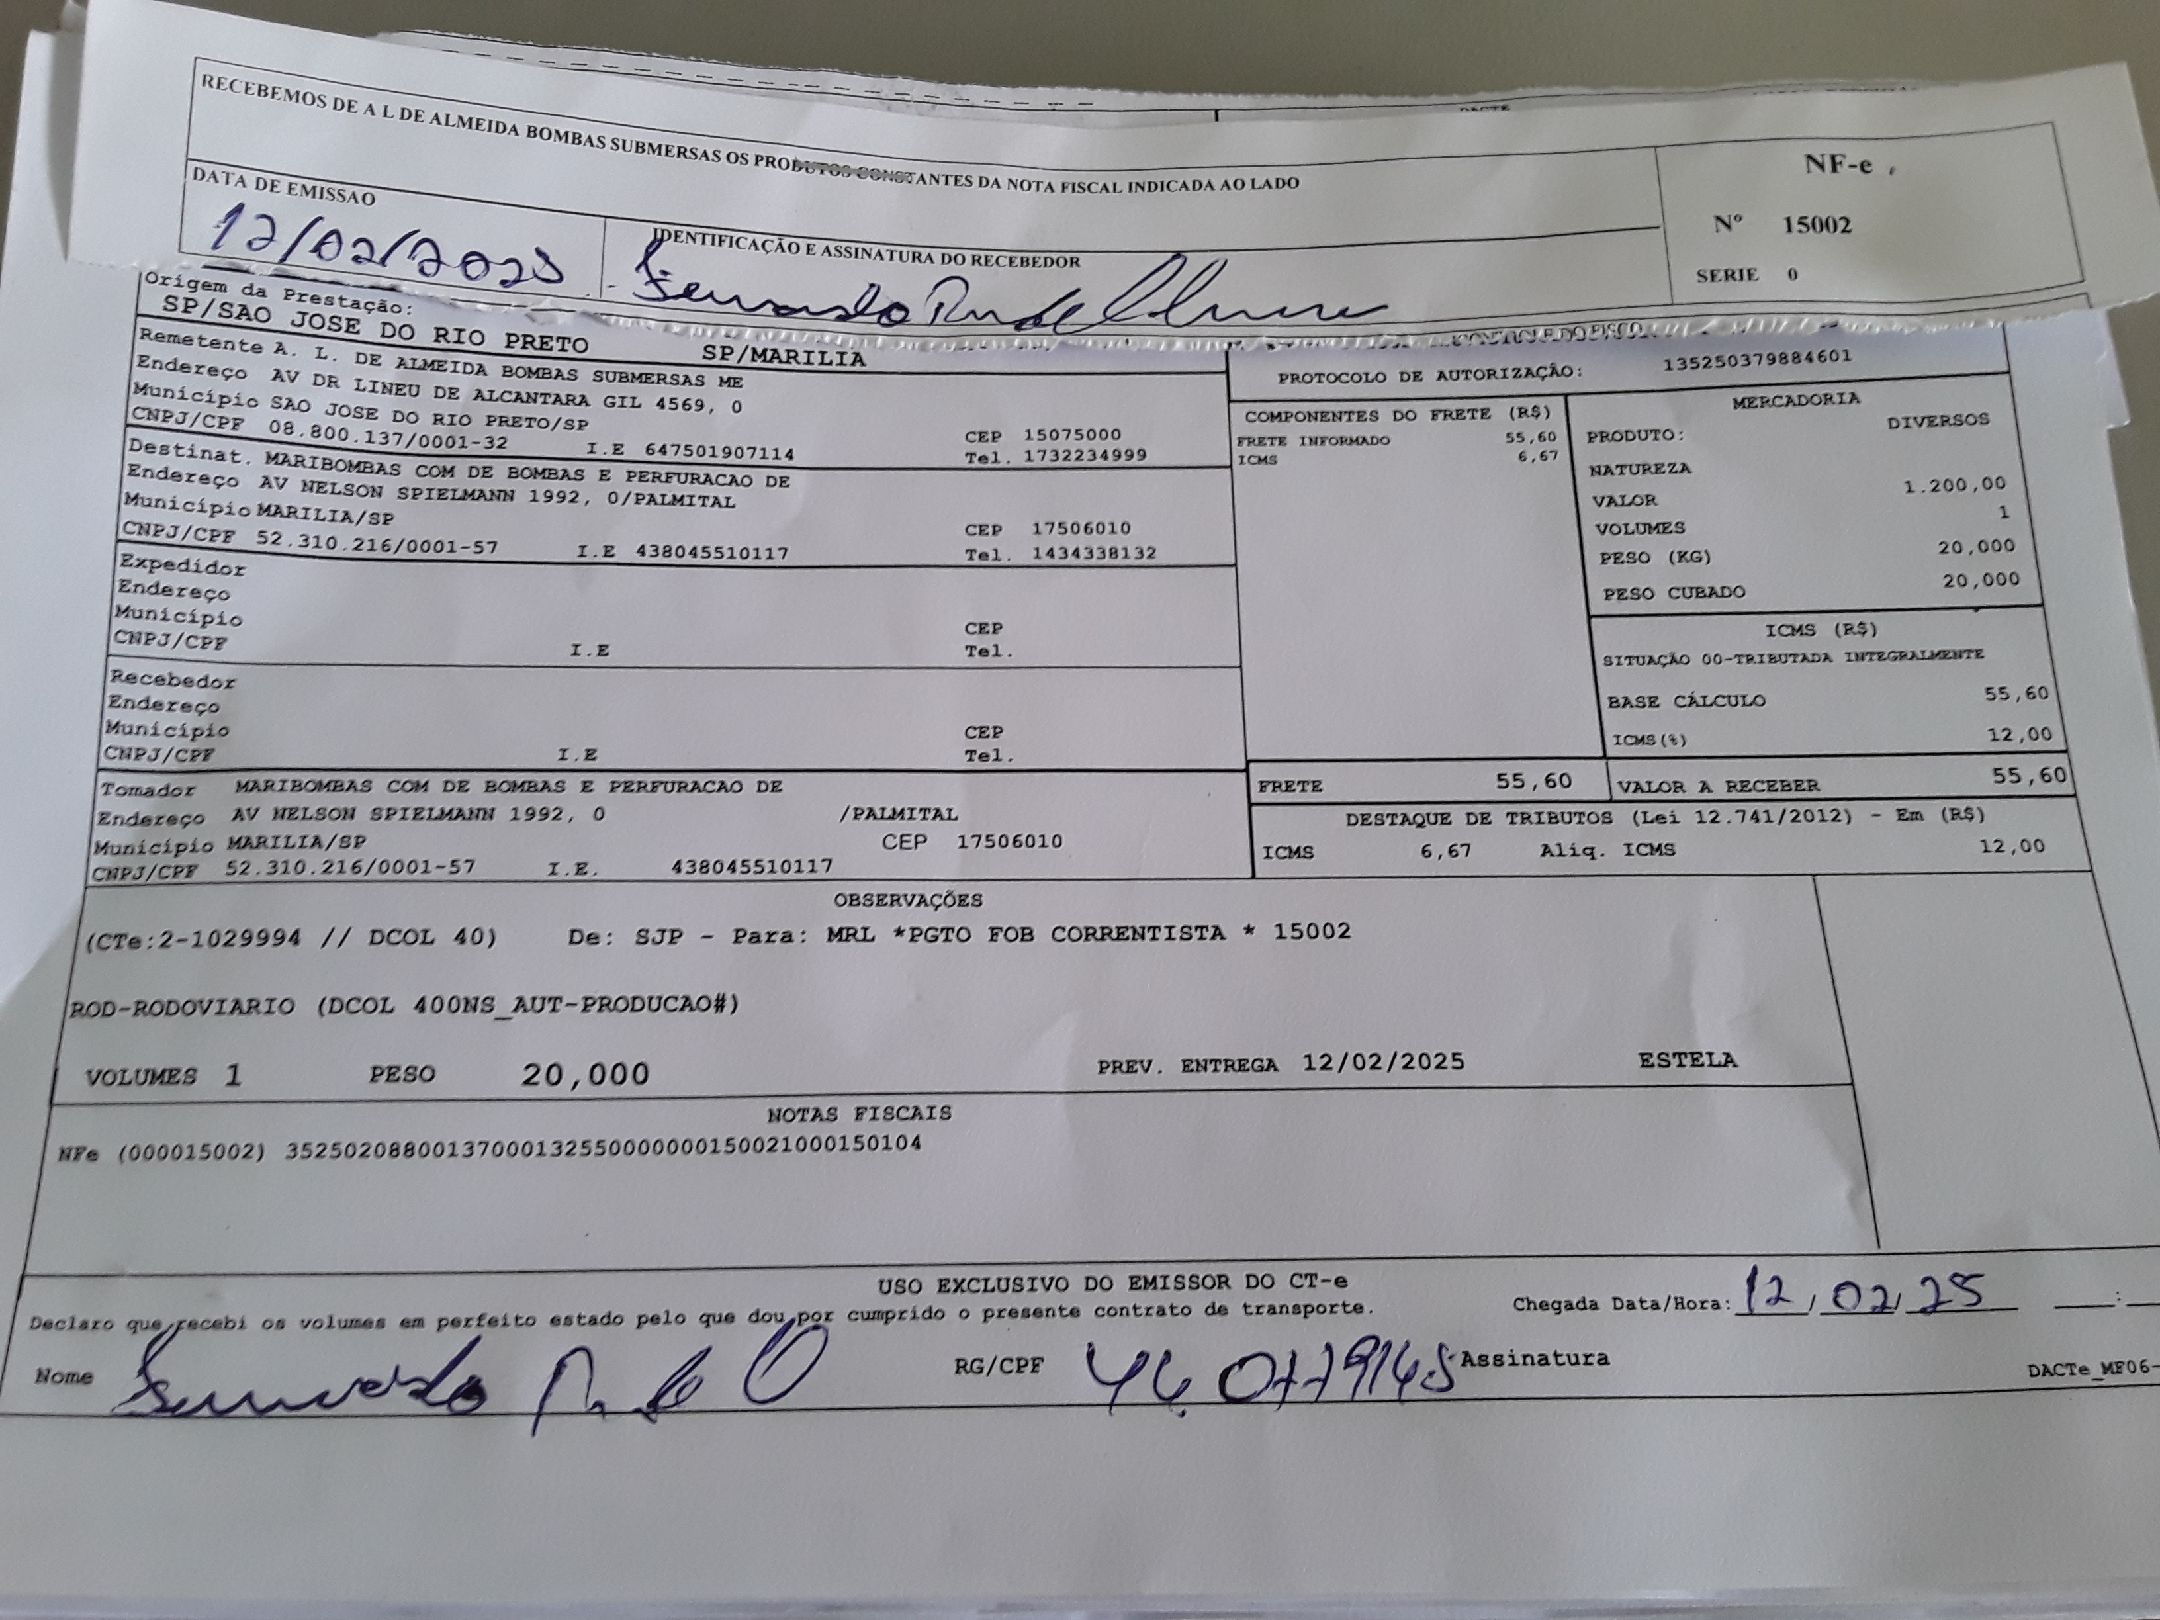 DACTE
RECEBEMOS DE A L DE ALMEIDA BOMBAS SUBMERSAS OS PRODUTOS CONSTANTES DA NOTA FISCAL INDICADA AO LADO
NF-e
Nº 15002
SERIE 0
DATA DE EMISSAO
12/02/2025
IDENTIFICAÇÃO E ASSINATURA DO RECEBEDOR
Origem da Prestação:
SP/SAO JOSE DO RIO PRETO SP/MARILIA
PROTOCOLO DE AUTORIZAÇÃO: 135250379884601
Remetente A. L. DE ALMEIDA BOMBAS SUBMERSAS ME
Endereço AV DR LINEU DE ALCANTARA GIL 4569, 0
Município SAO JOSE DO RIO PRETO/SP CEP 15075000
CNPJ/CPF 08.800.137/0001-32 I.E 647501907114 Tel. 1732234999
Destinat. MARIBOMBAS COM DE BOMBAS E PERFURACAO DE
Endereço AV NELSON SPIELMANN 1992, 0/PALMITAL
Município MARILIA/SP CEP 17506010
CNPJ/CPF 52.310.216/0001-57 I.E 438045510117 Tel. 1434338132
Expedidor
Endereço
Município CEP
CNPJ/CPF I.E Tel.
Recebedor
Endereço
Município CEP
CNPJ/CPF I.E Tel.
Tomador MARIBOMBAS COM DE BOMBAS E PERFURACAO DE
Endereço AV NELSON SPIELMANN 1992, 0 /PALMITAL
Município MARILIA/SP CEP 17506010
CNPJ/CPF 52.310.216/0001-57 I.E. 438045510117
COMPONENTES DO FRETE (R$)
FRETE INFORMADO 55,60
ICMS 6,67
MERCADORIA
PRODUTO: DIVERSOS
NATUREZA
VALOR 1.200,00
VOLUMES 1
PESO (KG) 20,000
PESO CUBADO 20,000
ICMS (R$)
SITUAÇÃO 00-TRIBUTADA INTEGRALMENTE
BASE CÁLCULO 55,60
ICMS(%) 12,00
FRETE 55,60 VALOR A RECEBER 55,60
DESTAQUE DE TRIBUTOS (Lei 12.741/2012) - Em (R$)
ICMS 6,67 Aliq. ICMS 12,00
OBSERVAÇÕES
(CTe:2-1029994 // DCOL 40) De: SJP - Para: MRL *PGTO FOB CORRENTISTA * 15002
ROD-RODOVIARIO (DCOL 400NS_AUT-PRODUCAO#)
VOLUMES 1 PESO 20,000 PREV. ENTREGA 12/02/2025 ESTELA
NOTAS FISCAIS
NFe (000015002) 35250208800137000132550000000150021000150104
USO EXCLUSIVO DO EMISSOR DO CT-e
Declaro que recebi os volumes em perfeito estado pelo que dou por cumprido o presente contrato de transporte.
Chegada Data/Hora: 12/02/25 __:__
Nome RG/CPF Assinatura
DACTe_MF06-